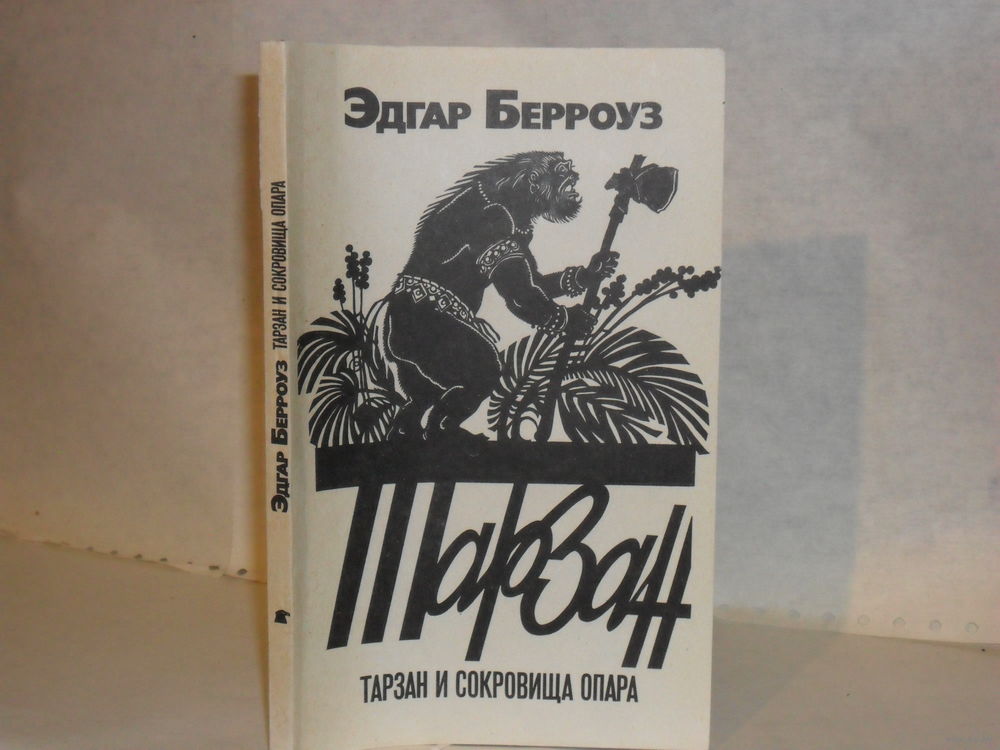 ЭДГАР БЕРРОУЗ
Тарзан
ТАРЗАН И СОКРОВИЩА ОПАРА
ЭДГАР БЕРРОУЗ ТАРЗАН И СОКРОВИЩА ОПАРА